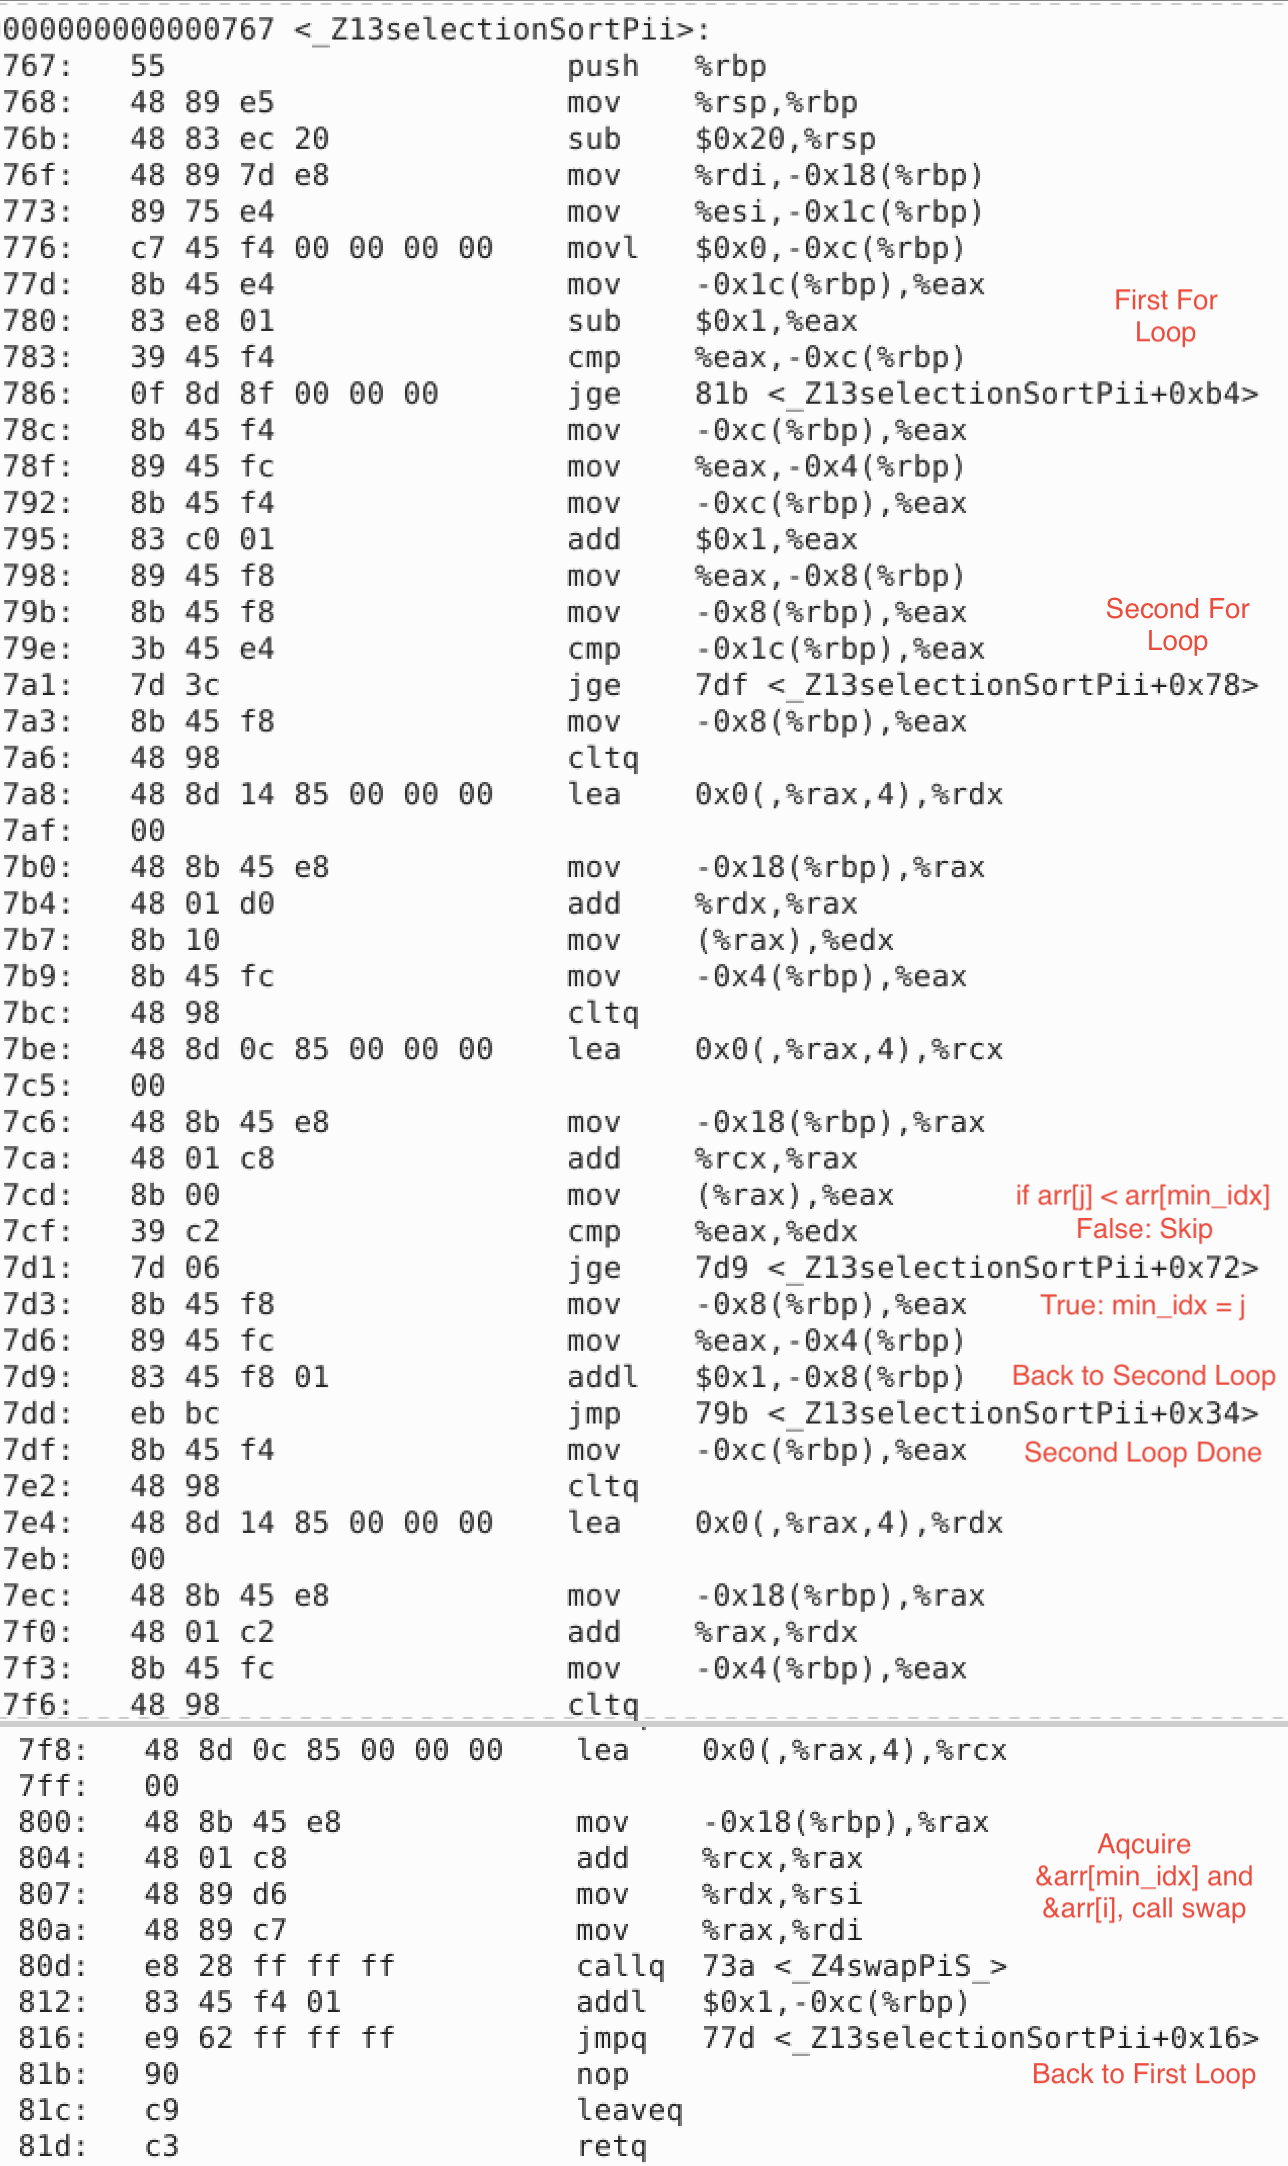 000000000000767 <_Z13selectionSortPii>:
767: 55 push %rbp
768: 48 89 e5 mov %rsp,%rbp
76b: 48 83 ec 20 sub $0x20,%rsp
76f: 48 89 7d e8 mov %rdi,-0x18(%rbp)
773: 89 75 e4 mov %esi,-0x1c(%rbp)
776: c7 45 f4 00 00 00 00 movl $0x0,-0xc(%rbp)
77d: 8b 45 e4 mov -0x1c(%rbp),%eax
First For
780: 83 e8 01 sub $0x1,%eax
Loop
783: 39 45 f4 cmp %eax,-0xc(%rbp)
786: 0f 8d 8f 00 00 00 jge 81b <_Z13selectionSortPii+0xb4>
78c: 8b 45 f4 mov -0xc(%rbp),%eax
78f: 89 45 fc mov %eax,-0x4(%rbp)
792: 8b 45 f4 mov -0xc(%rbp),%eax
795: 83 c0 01 add $0x1,%eax
798: 89 45 f8 mov %eax,-0x8(%rbp)
79b: 8b 45 f8 mov -0x8(%rbp),%eax
Second For
Loop
79e: 3b 45 e4 cmp -0x1c(%rbp),%eax
7a1: 7d 3c jge 7df <_Z13selectionSortPii+0x78>
7a3: 8b 45 f8 mov -0x8(%rbp),%eax
7a6: 48 98 cltq
7a8: 48 8d 14 85 00 00 00 lea 0x0(,%rax,4),%rdx
7af: 00
7b0: 48 8b 45 e8 mov -0x18(%rbp),%rax
7b4: 48 01 d0 add %rdx,%rax
7b7: 8b 10 mov (%rax),%edx
7b9: 8b 45 fc mov -0x4(%rbp),%eax
7bc: 48 98 cltq
7be: 48 8d 0c 85 00 00 00 lea 0x0(,%rax,4),%rcx
7c5: 00
7c6: 48 8b 45 e8 mov -0x18(%rbp),%rax
7ca: 48 01 c8 add %rcx,%rax
7cd: 8b 00 mov (%rax),%eax if arr[j] < arr[min_idx]
7cf: 39 c2 cmp %eax,%edx False: Skip
7d1: 7d 06 jge 7d9 <_Z13selectionSortPii+0x72>
7d3: 8b 45 f8 mov -0x8(%rbp),%eax True: min_idx = j
7d6: 89 45 fc mov %eax,-0x4(%rbp)
7d9: 83 45 f8 01 addl $0x1,-0x8(%rbp) Back to Second Loop
7dd: eb bc jmp 79b <_Z13selectionSortPii+0x34>
7df: 8b 45 f4 mov -0xc(%rbp),%eax Second Loop Done
7e2: 48 98 cltq
7e4: 48 8d 14 85 00 00 00 lea 0x0(,%rax,4),%rdx
7eb: 00
7ec: 48 8b 45 e8 mov -0x18(%rbp),%rax
7f0: 48 01 c2 add %rax,%rdx
7f3: 8b 45 fc mov -0x4(%rbp),%eax
7f6: 48 98 cltq
7f8: 48 8d 0c 85 00 00 00 lea 0x0(,%rax,4),%rcx
7ff: 00
800: 48 8b 45 e8 mov -0x18(%rbp),%rax
Aqcuire
804: 48 01 c8 add %rcx,%rax
&arr[min_idx] and
807: 48 89 d6 mov %rdx,%rsi
&arr[i], call swap
80a: 48 89 c7 mov %rax,%rdi
80d: e8 28 ff ff ff callq 73a <_Z4swapPiS_>
812: 83 45 f4 01 addl $0x1,-0xc(%rbp)
816: e9 62 ff ff ff jmpq 77d <_Z13selectionSortPii+0x16>
81b: 90 nop Back to First Loop
81c: c9 leaveq
81d: c3 retq